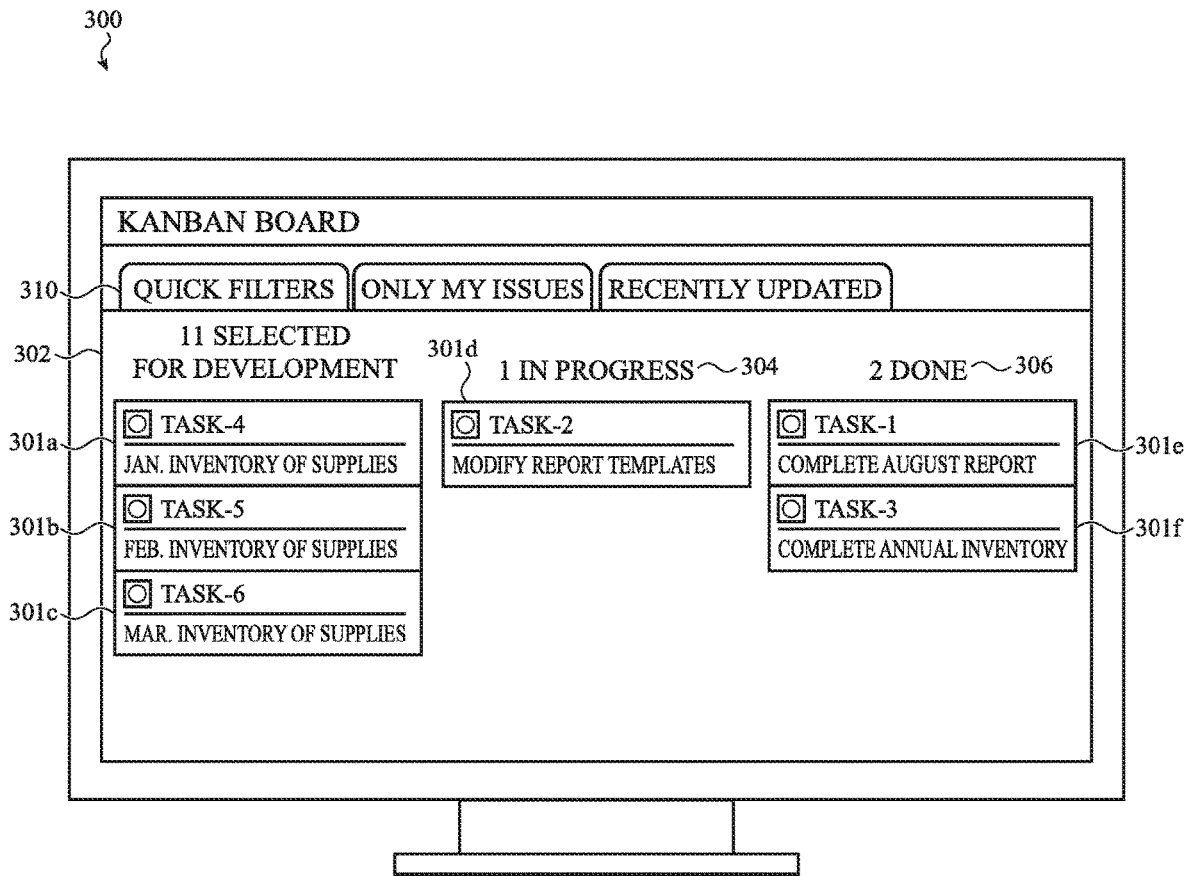 300
KANBAN BOARD
310
QUICK FILTERS
ONLY MY ISSUES
RECENTLY UPDATED
302
11 SELECTED
FOR DEVELOPMENT
301d
1 IN PROGRESS
304
2 DONE
306
301a
TASK-4
JAN. INVENTORY OF SUPPLIES
301b
TASK-5
FEB. INVENTORY OF SUPPLIES
301c
TASK-6
MAR. INVENTORY OF SUPPLIES
TASK-2
MODIFY REPORT TEMPLATES
TASK-1
COMPLETE AUGUST REPORT
301e
TASK-3
COMPLETE ANNUAL INVENTORY
301f